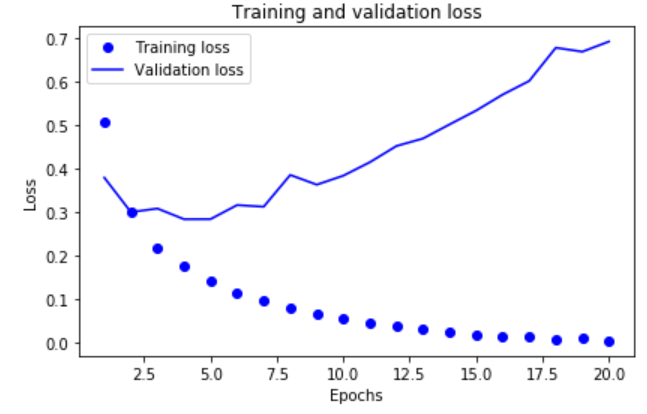 Training and validation loss
Training loss
Validation loss
0.7
0.6
0.5
0.4
0.3
0.2
0.1
0.0
Loss
2.5 5.0 7.5 10.0 12.5 15.0 17.5 20.0
Epochs